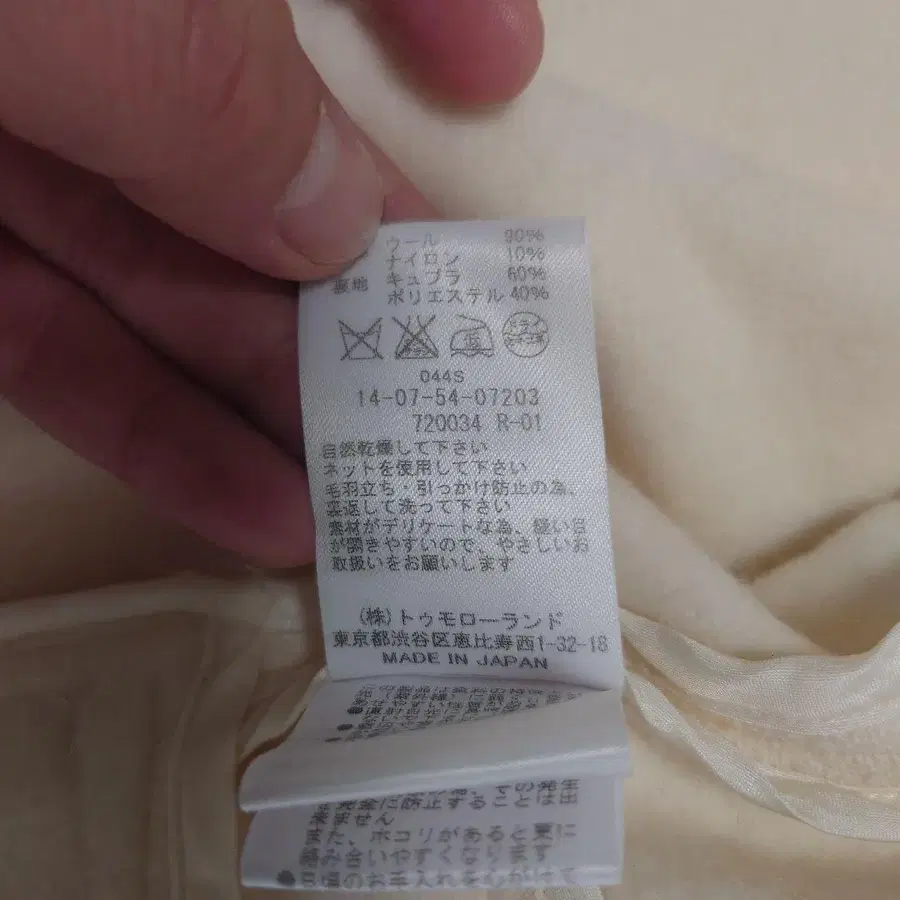 ウール 90%
ナイロン 10%
裏地 キュプラ 60%
ポリエステル 40%
低
ドライ
044S
14-07-54-07203
720034 R-01
自然乾燥して下さい
ネットを使用して下さい
毛羽立ち・引っかけ防止の為、
裏返して洗って下さい
素材がデリケートな為、縫い目
が開きやすいので、やさしいお
取扱いをお願いします
(株)トゥモローランド
東京都渋谷区恵比寿西1-32-18
MADE IN JAPAN
に防止することは出
来ません
また、ホコリがあると更に
絡み合いやすくなります
●日頃のお手入れを心がけて